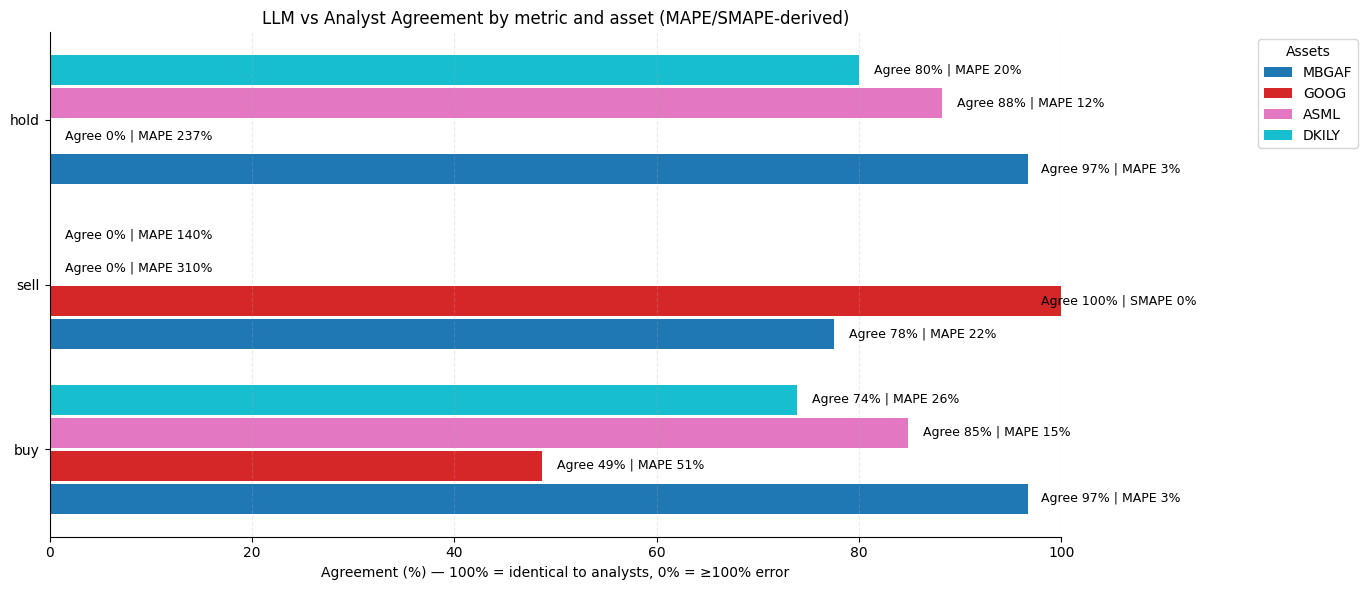 LLM vs Analyst Agreement by metric and asset (MAPE/SMAPE-derived)
Assets
MBGAF
GOOG
ASML
DKILY
hold
Agree 80% | MAPE 20%
Agree 88% | MAPE 12%
Agree 0% | MAPE 237%
Agree 97% | MAPE 3%
sell
Agree 0% | MAPE 140%
Agree 0% | MAPE 310%
Agree 100% | SMAPE 0%
Agree 78% | MAPE 22%
buy
Agree 74% | MAPE 26%
Agree 85% | MAPE 15%
Agree 49% | MAPE 51%
Agree 97% | MAPE 3%
0 20 40 60 80 100
Agreement (%) — 100% = identical to analysts, 0% = ≥100% error